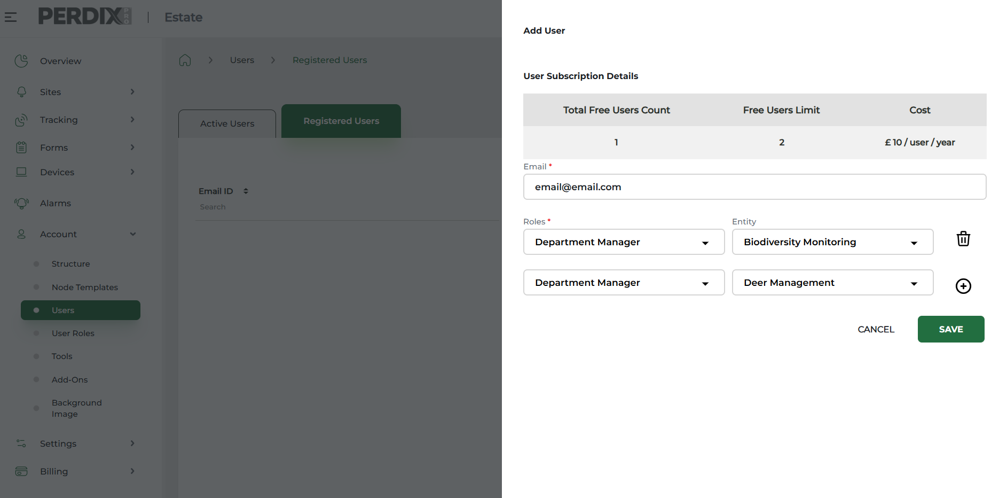 PERDIX PRO
Estate
Overview
Sites
Tracking
Forms
Devices
Alarms
Account
Structure
Node Templates
Users
User Roles
Tools
Add-Ons
Background
Image
Settings
Billing
Users
Registered Users
Active Users
Registered Users
Email ID
Search
Add User
User Subscription Details
Total Free Users Count Free Users Limit Cost
1 2 £ 10 / user / year
Email *
email@email.com
Roles * Entity
Department Manager Biodiversity Monitoring
Department Manager Deer Management
CANCEL SAVE